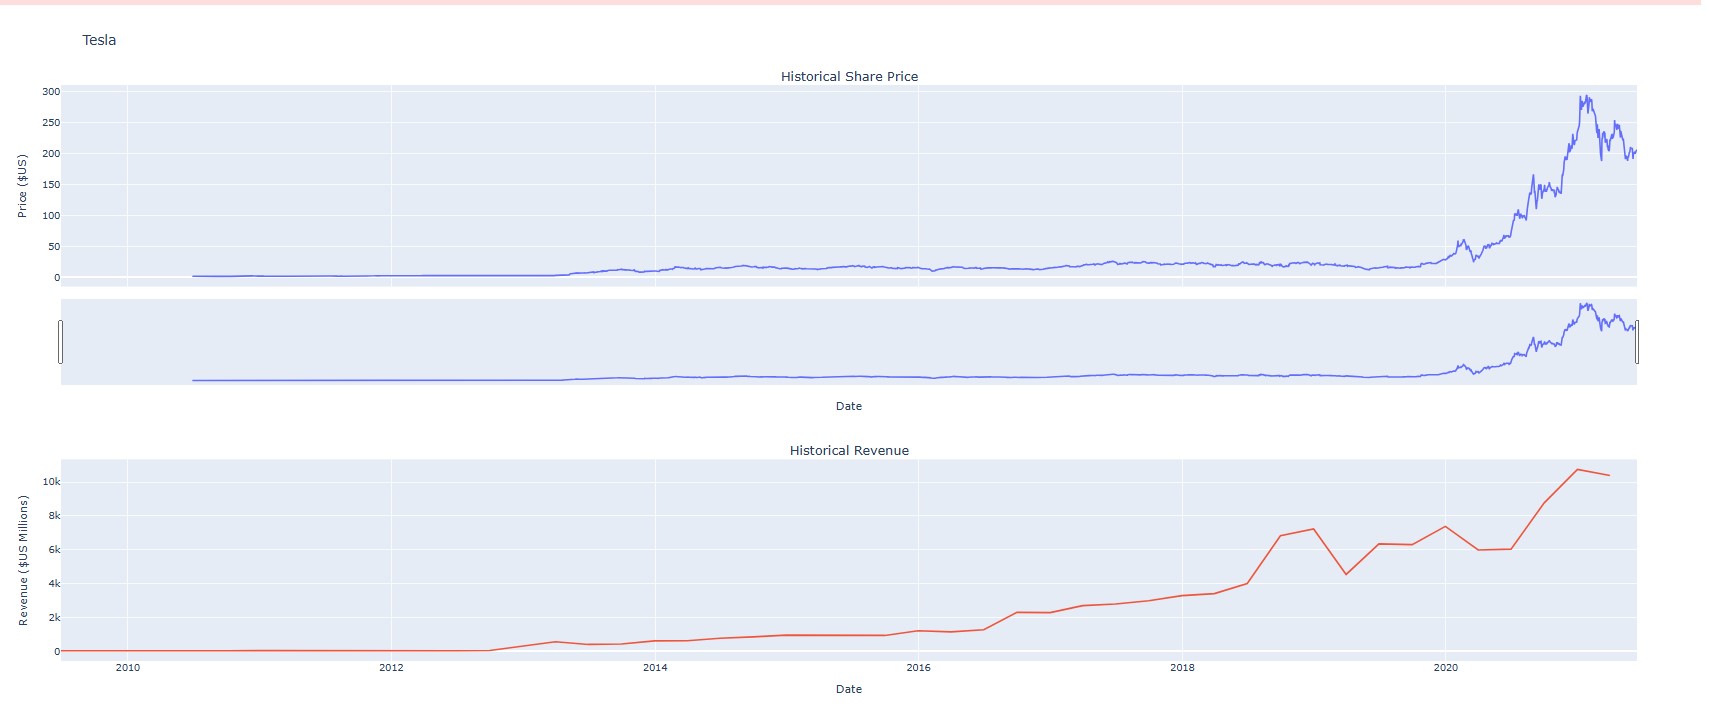 Tesla
Historical Share Price
300
250
200
150
100
50
0
Price ($US)
Date
Historical Revenue
10k
8k
6k
4k
2k
0
Revenue ($US Millions)
2010 2012 2014 2016 2018 2020
Date